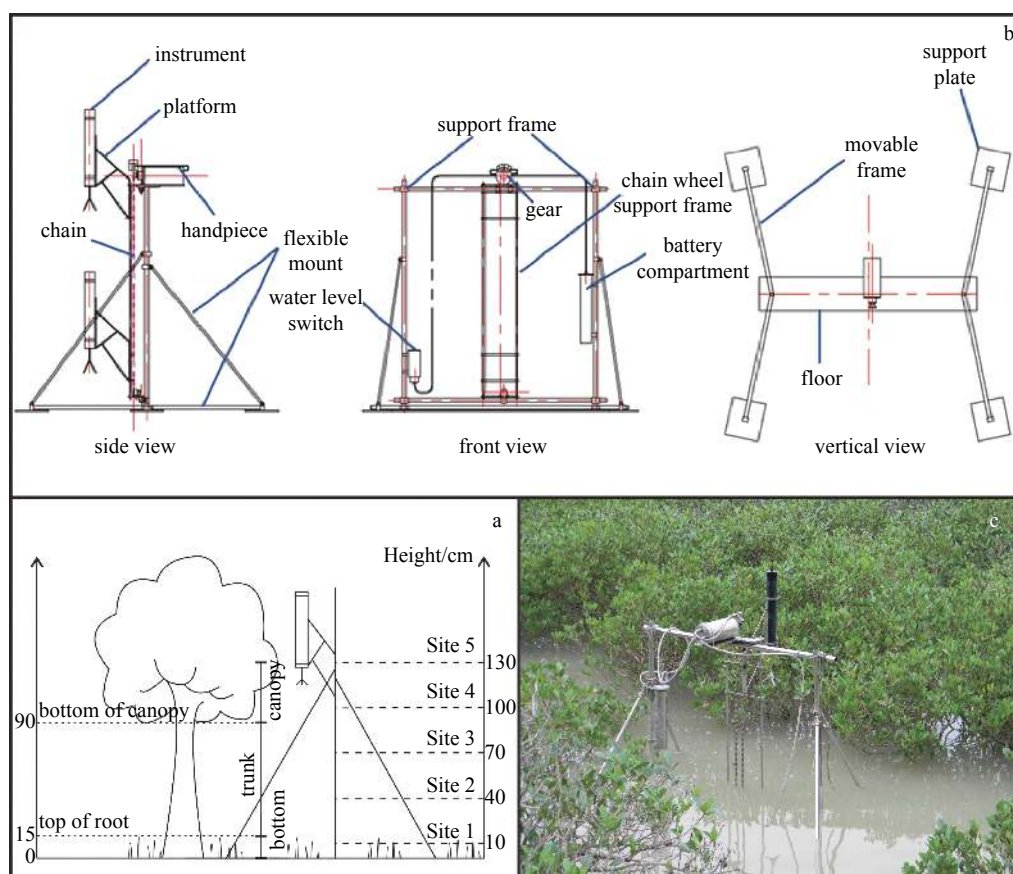 b
instrument
platform
chain
handpiece
flexible
mount
side view
support frame
gear
chain wheel
support frame
battery
compartment
water level
switch
front view
support
plate
movable
frame
floor
vertical view
a
Height/cm
Site 5
130
Site 4
100
Site 3
70
Site 2
40
Site 1
10
canopy
trunk
bottom
bottom of canopy
90
top of root
15
0
c